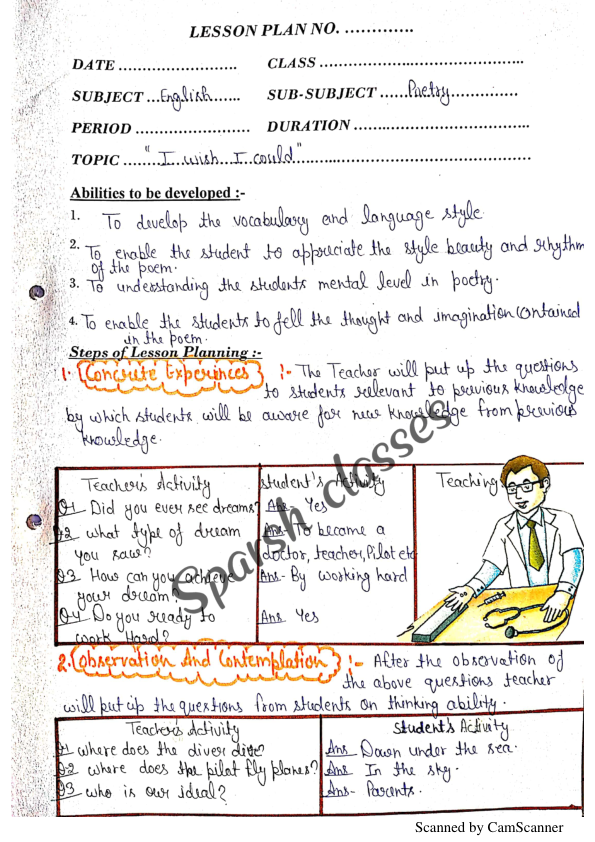 LESSON PLAN NO. .............
DATE ........................ CLASS ..........................................
SUBJECT ...English...... SUB-SUBJECT ......Poetry..............
PERIOD ....................... DURATION ...................................
TOPIC ......" I wish I could".................................................
Abilities to be developed :-
1. To develop the vocabulary and language style
2. To enable the student to appreciate the style beauty and rhythm
of the poem.
3. To understanding the students mental level in poetry.
4. To enable the students to fell the thought and imagination contained
in the poem.
Steps of Lesson Planning :-
1. Concrete Experinces :- The Teacher will put up the questions
to students relevant to previous knowledge
by which students will be aware for new knowledge from previous
knowledge.
Teacher's Activity
Q1 Did you ever see dreams?
Q2 what type of dream
you saw?
Q3 How can you achieve
your dream?
Q4 Do you ready to
work Hard?
student's Activity
Ans- Yes
Ans- To became a
doctor, teacher, Pilot etc
Ans- By working hard
Ans Yes
Teaching
Sparsh classes
2. Observation And Contemplation :- After the observation of
the above questions teacher
will put up the questions from students on thinking ability.
Teacher's Activity
Q1 where does the diver dive?
Q2 where does the pilot fly planes?
Q3 who is our ideal?
Student's Activity
Ans Down under the sea.
Ans In the sky.
Ans- Parents.
Scanned by CamScanner